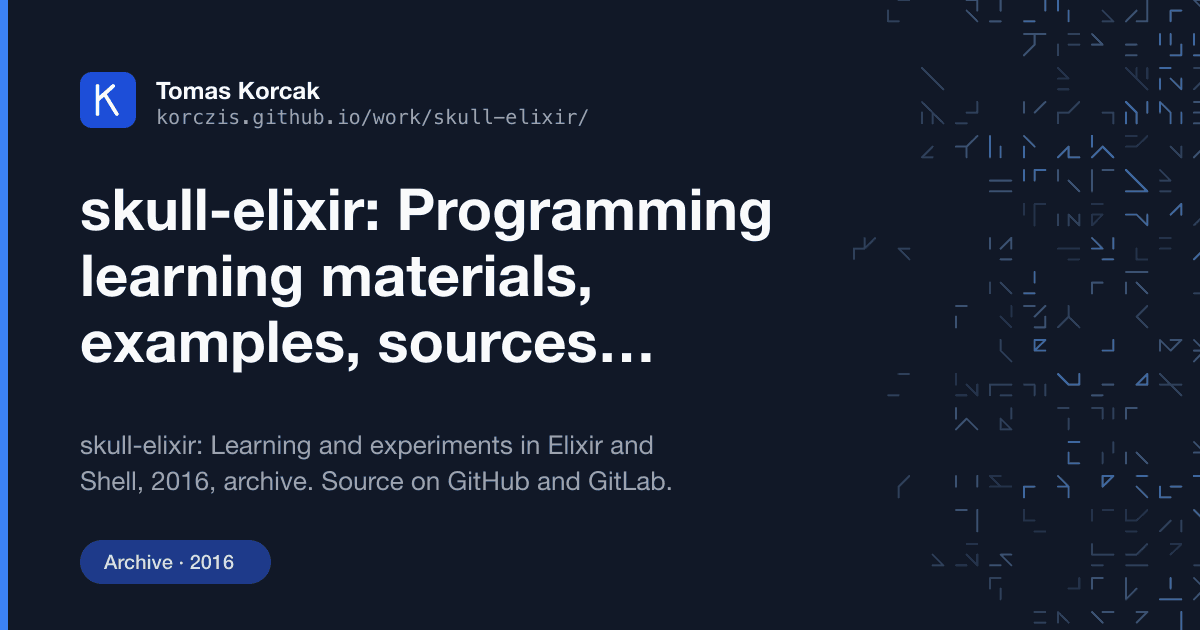 K
Tomas Korcak
korczis.github.io/work/skull-elixir/
skull-elixir: Programming
learning materials,
examples, sources…
skull-elixir: Learning and experiments in Elixir and
Shell, 2016, archive. Source on GitHub and GitLab.
Archive · 2016